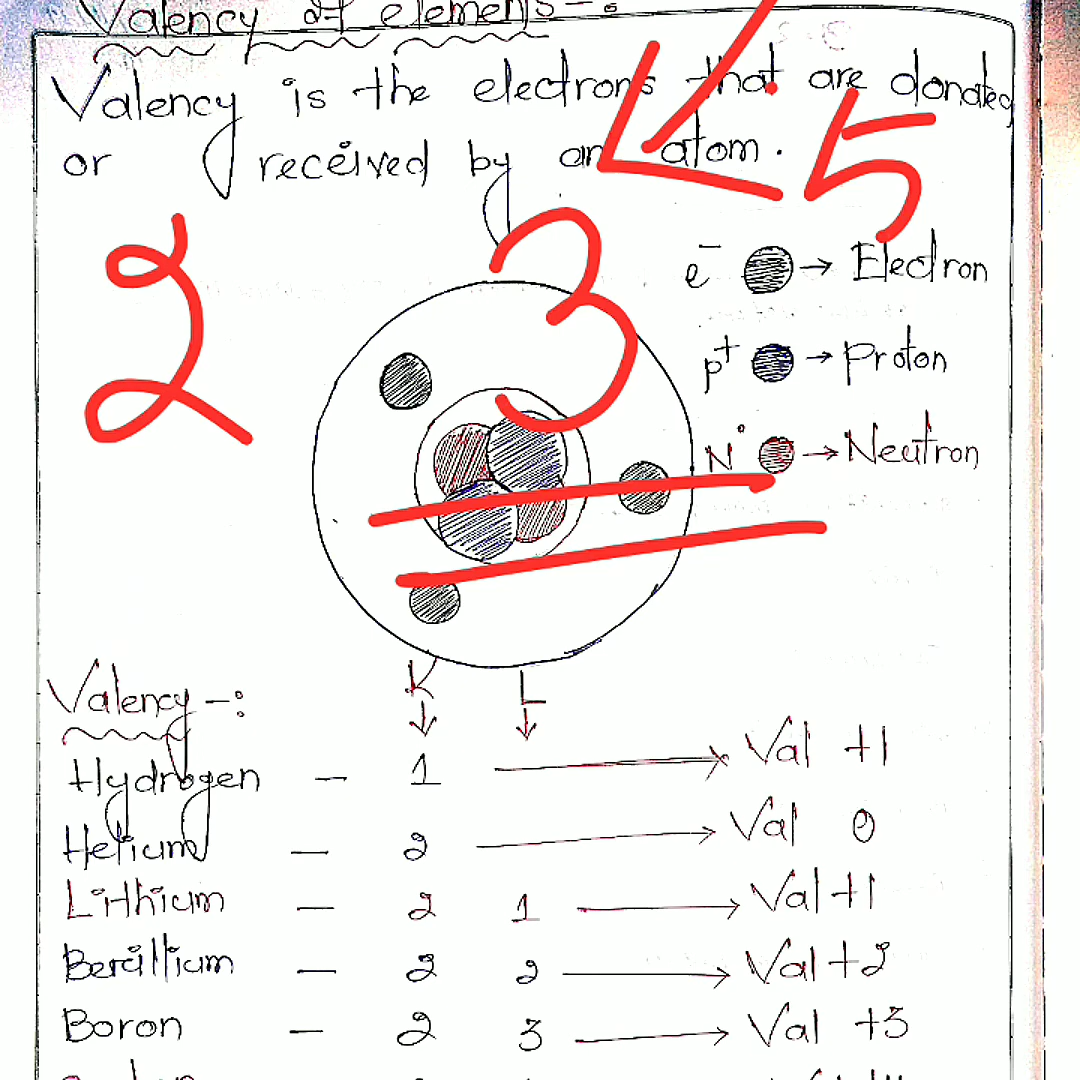 Valency of elements-:
Valency is the electrons that are donated
or received by an atom.
2 3 4 5
e⁻ → Electron
p⁺ → Proton
N° → Neutron
K L
Valency-:
Hydrogen - 1 → Val +1
Helium - 2 → Val 0
Lithium - 2 1 → Val +1
Berillium - 2 2 → Val +2
Boron - 2 3 → Val +3